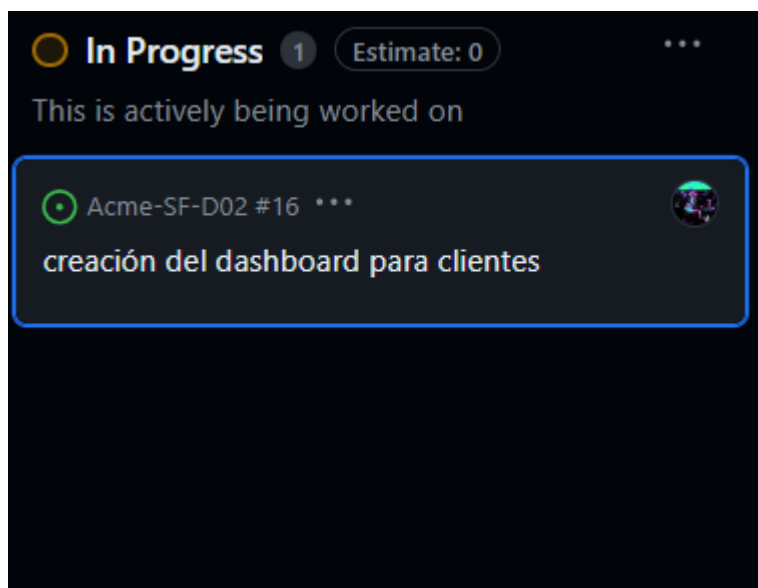 In Progress 1 Estimate: 0
This is actively being worked on
Acme-SF-D02 #16
creación del dashboard para clientes